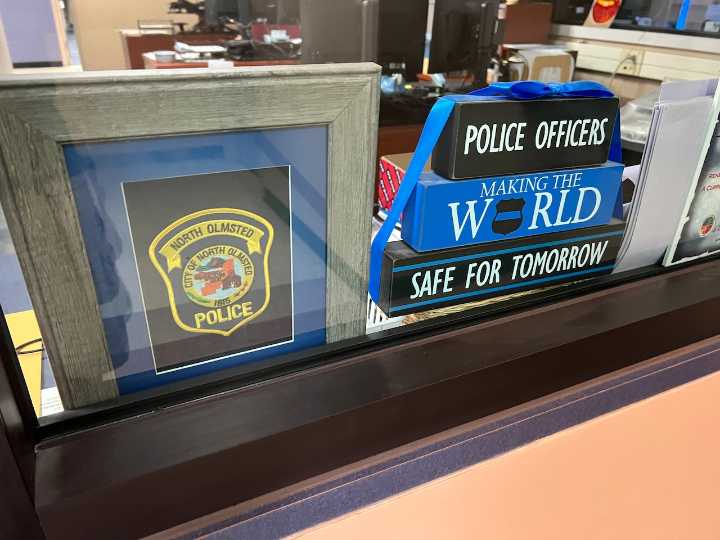 NORTH OLMSTED
CITY OF NORTH OLMSTED
POLICE
POLICE OFFICERS
MAKING THE
WORLD
SAFE FOR TOMORROW